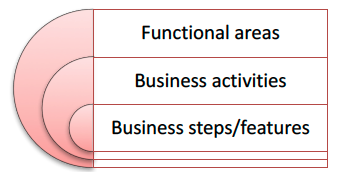 Functional areas
Business activities
Business steps/features